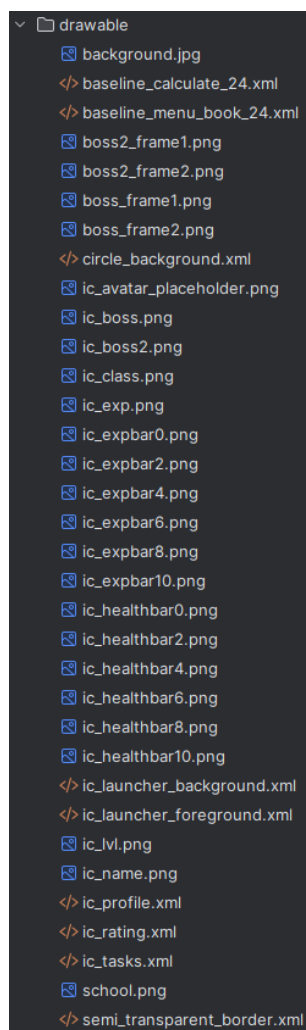 drawable
background.jpg
baseline_calculate_24.xml
baseline_menu_book_24.xml
boss2_frame1.png
boss2_frame2.png
boss_frame1.png
boss_frame2.png
circle_background.xml
ic_avatar_placeholder.png
ic_boss.png
ic_boss2.png
ic_class.png
ic_exp.png
ic_expbar0.png
ic_expbar2.png
ic_expbar4.png
ic_expbar6.png
ic_expbar8.png
ic_expbar10.png
ic_healthbar0.png
ic_healthbar2.png
ic_healthbar4.png
ic_healthbar6.png
ic_healthbar8.png
ic_healthbar10.png
ic_launcher_background.xml
ic_launcher_foreground.xml
ic_lvl.png
ic_name.png
ic_profile.xml
ic_rating.xml
ic_tasks.xml
school.png
semi_transparent_border.xml